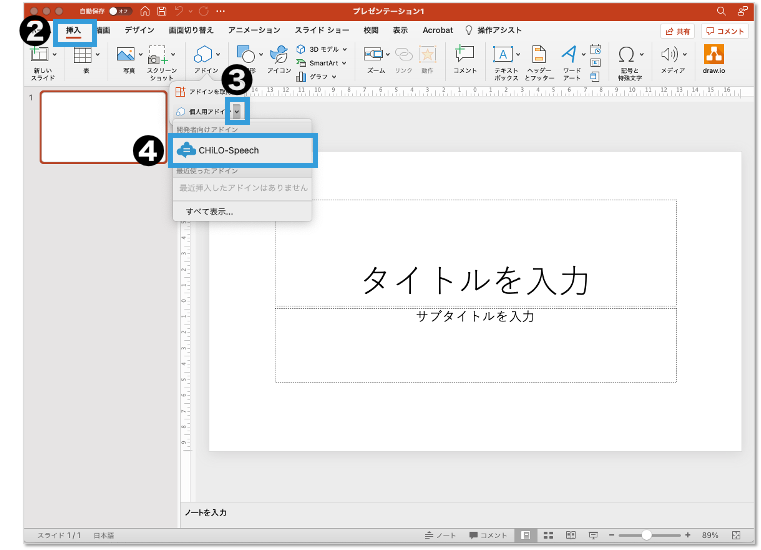 自動保存 オフ プレゼンテーション1
2 挿入 描画 デザイン 画面切り替え アニメーション スライド ショー 校閲 表示 Acrobat 操作アシスト 共有 コメント
新しい
スライド
表
写真
スクリーン
ショット
アドイン
3
アイコン
3D モデル
SmartArt
グラフ
ズーム
リンク
動作
コメント
テキスト
ボックス
ヘッダー
とフッター
ワード
アート
記号と
特殊文字
メディア
draw.io
アドインを取
個人用アドイン
開発者向けアドイン
4 CHiLO-Speech
最近使ったアドイン
最近挿入したアドインはありません
すべて表示...
1
タイトルを入力
サブタイトルを入力
ノートを入力
スライド 1 / 1 日本語 ノート コメント 89%